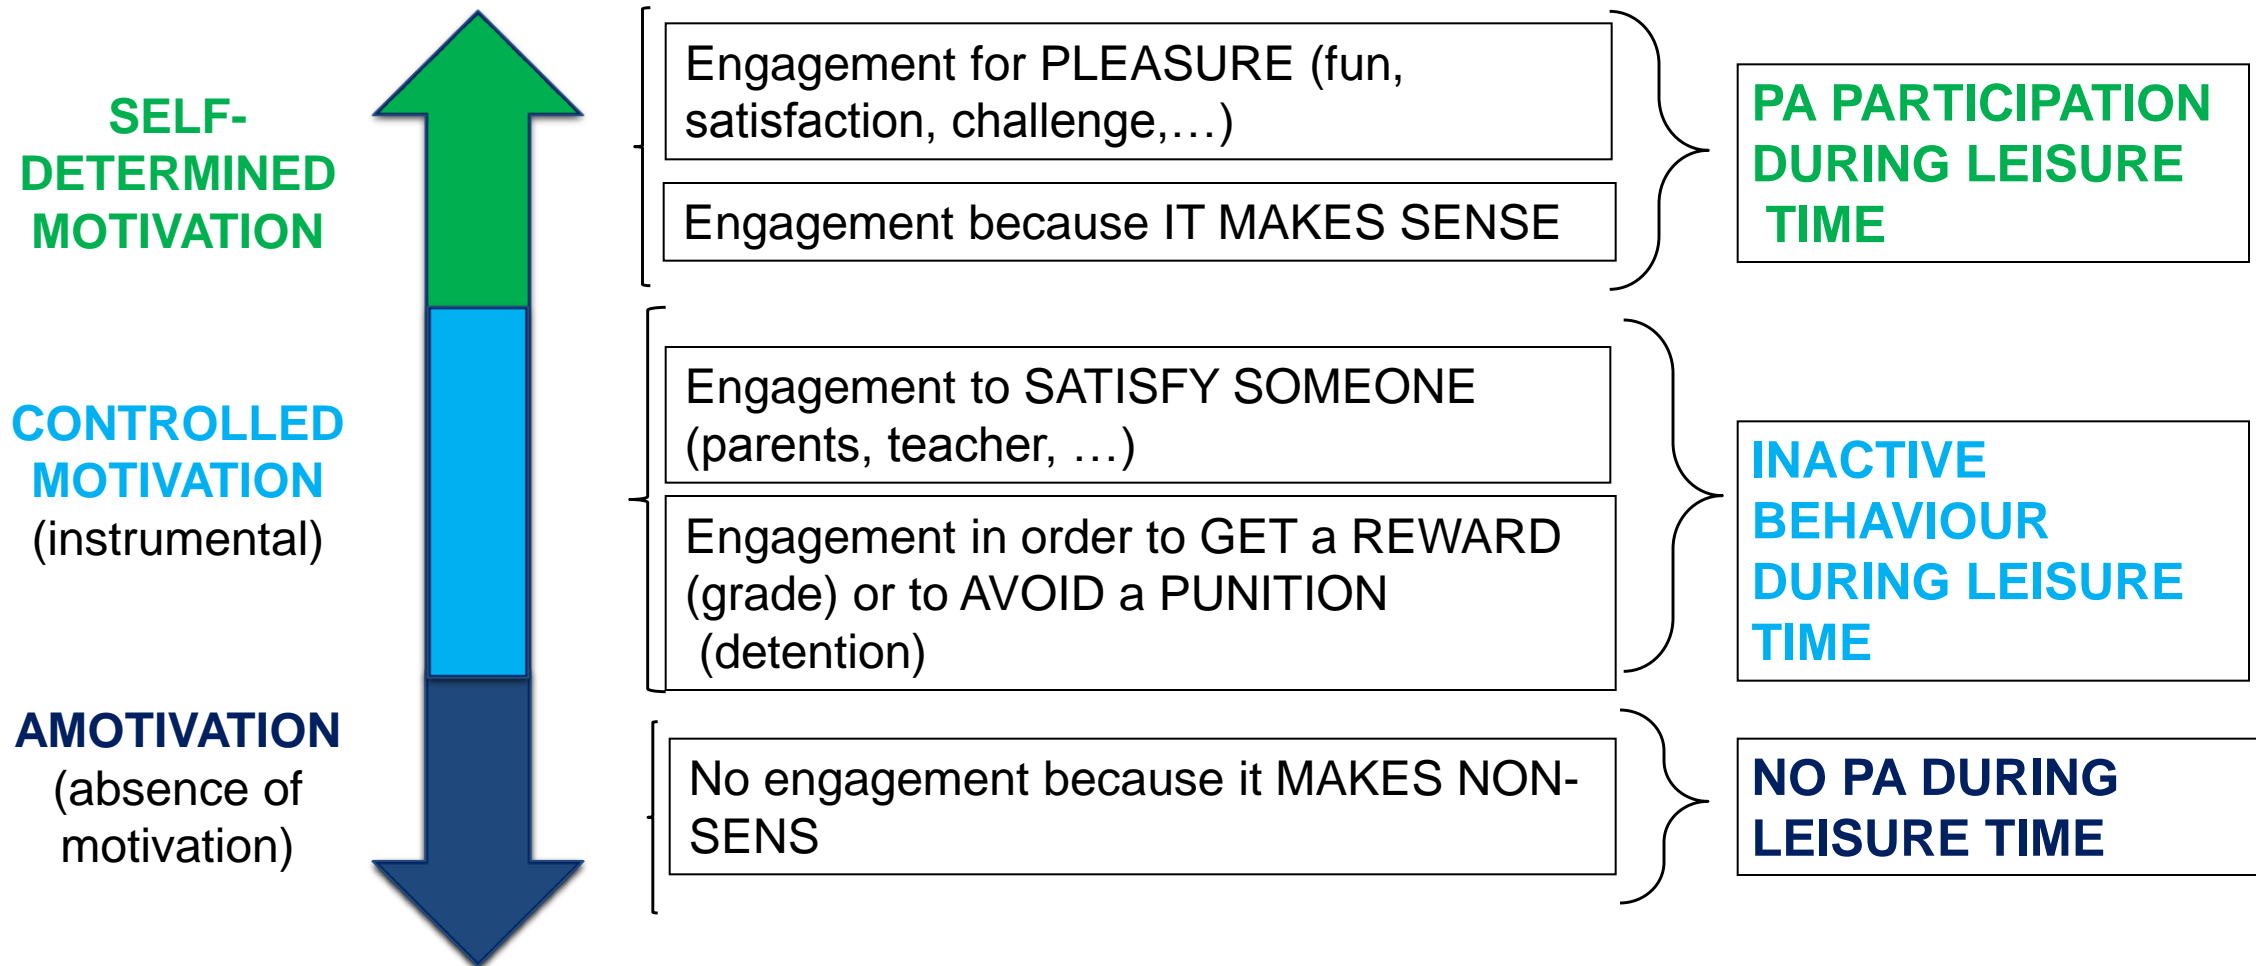 SELF-
DETERMINED
MOTIVATION
Engagement for PLEASURE (fun,
satisfaction, challenge,…)
Engagement because IT MAKES SENSE
PA PARTICIPATION
DURING LEISURE
TIME
CONTROLLED
MOTIVATION
(instrumental)
Engagement to SATISFY SOMEONE
(parents, teacher, …)
Engagement in order to GET a REWARD
(grade) or to AVOID a PUNITION
(detention)
INACTIVE
BEHAVIOUR
DURING LEISURE
TIME
AMOTIVATION
(absence of
motivation)
No engagement because it MAKES NON-
SENS
NO PA DURING
LEISURE TIME